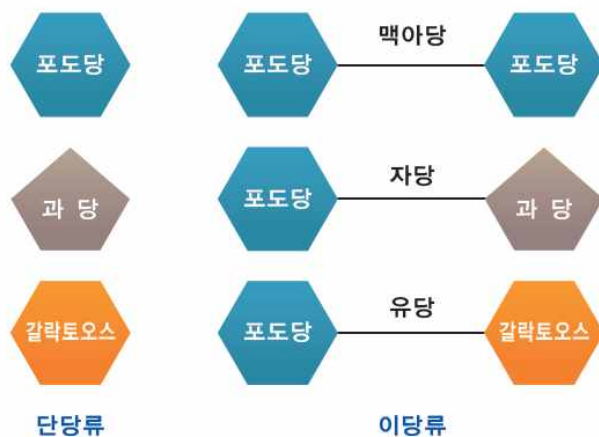 맥아당
포도당 포도당 포도당
자당
과 당 포도당 과 당
유당
갈락토오스 포도당 갈락토오스
단당류 이당류